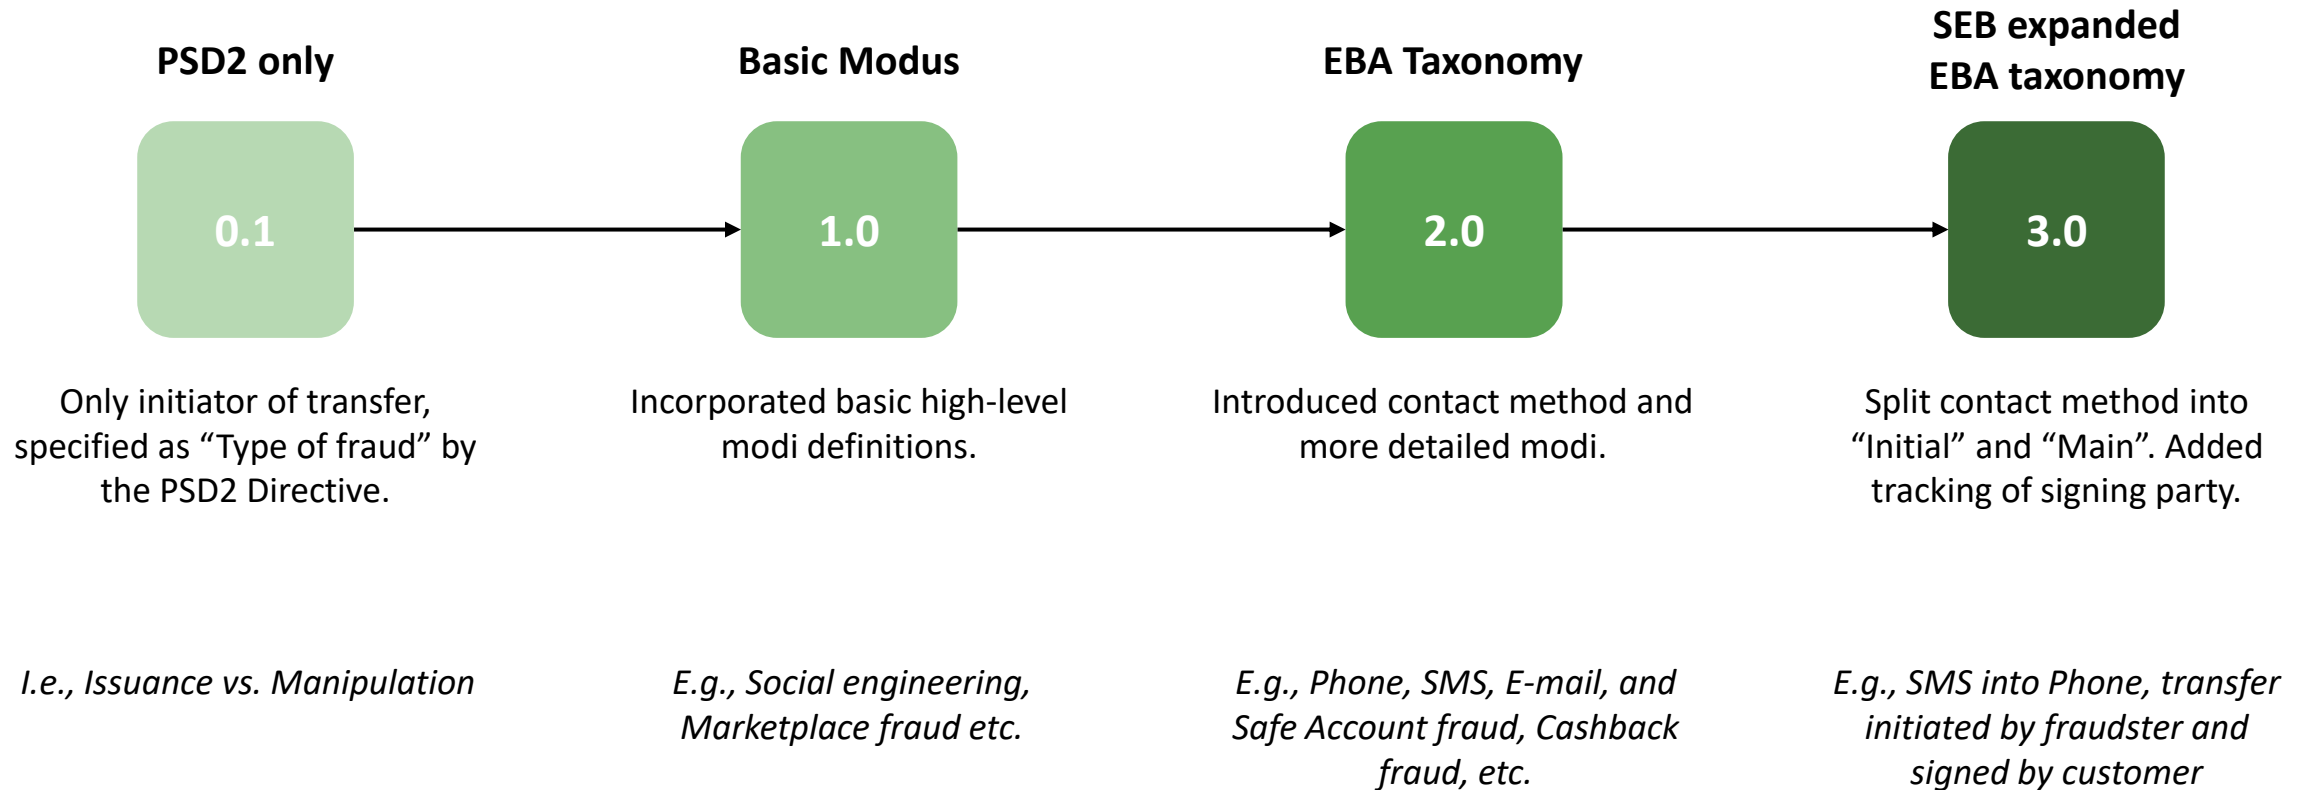 PSD2 only
0.1
Only initiator of transfer,
specified as “Type of fraud” by
the PSD2 Directive.
I.e., Issuance vs. Manipulation
Basic Modus
1.0
Incorporated basic high-level
modi definitions.
E.g., Social engineering,
Marketplace fraud etc.
EBA Taxonomy
2.0
Introduced contact method and
more detailed modi.
E.g., Phone, SMS, E-mail, and
Safe Account fraud, Cashback
fraud, etc.
SEB expanded
EBA taxonomy
3.0
Split contact method into
“Initial” and “Main”. Added
tracking of signing party.
E.g., SMS into Phone, transfer
initiated by fraudster and
signed by customer